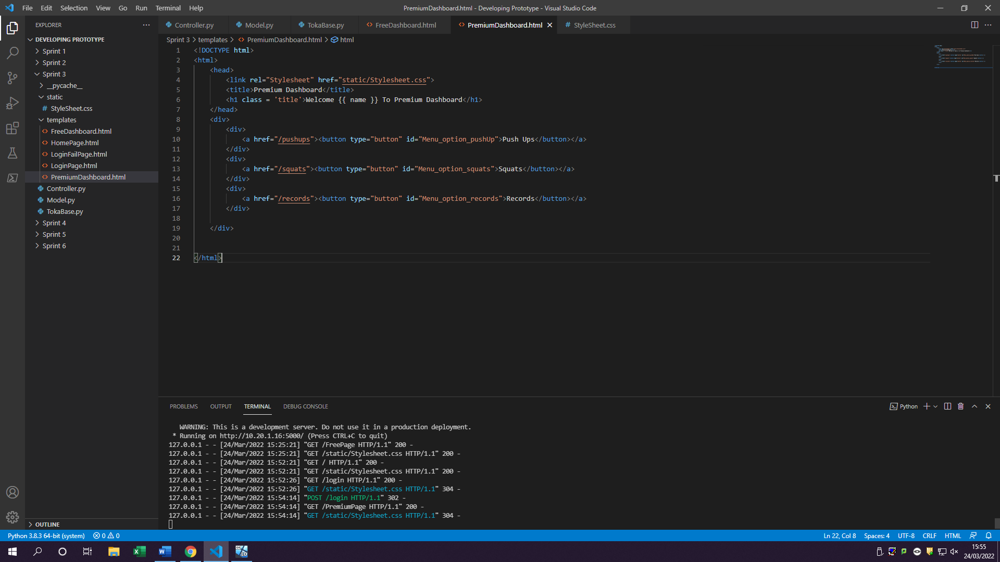 File Edit Selection View Go Run Terminal Help
PremiumDashboard.html - Developing Prototype - Visual Studio Code
EXPLORER
DEVELOPING PROTOTYPE
Sprint 1
Sprint 2
Sprint 3
__pycache__
static
# StyleSheet.css
templates
<> FreeDashboard.html
<> HomePage.html
<> LoginFailPage.html
<> LoginPage.html
<> PremiumDashboard.html
Controller.py
Model.py
TokaBase.py
Sprint 4
Sprint 5
Sprint 6
OUTLINE
Controller.py Model.py TokaBase.py <> FreeDashboard.html <> PremiumDashboard.html # StyleSheet.css
Sprint 3 > templates > <> PremiumDashboard.html > html
1 <!DOCTYPE html>
2 <html>
3 <head>
4 <link rel="Stylesheet" href="static/Stylesheet.css">
5 <title>Premium Dashboard</title>
6 <h1 class = 'title'>Welcome {{ name }} To Premium Dashboard</h1>
7 </head>
8 <div>
9 <div>
10 <a href="/pushups"><button type="button" id="Menu_option_pushUp">Push Ups</button></a>
11 </div>
12 <div>
13 <a href="/squats"><button type="button" id="Menu_option_squats">Squats</button></a>
14 </div>
15 <div>
16 <a href="/records"><button type="button" id="Menu_option_records">Records</button></a>
17 </div>
18
19 </div>
20
21
22 </html>
PROBLEMS OUTPUT TERMINAL DEBUG CONSOLE
Python
WARNING: This is a development server. Do not use it in a production deployment.
* Running on http://10.20.1.16:5000/ (Press CTRL+C to quit)
127.0.0.1 - - [24/Mar/2022 15:25:21] "GET /FreePage HTTP/1.1" 200 -
127.0.0.1 - - [24/Mar/2022 15:25:21] "GET /static/Stylesheet.css HTTP/1.1" 200 -
127.0.0.1 - - [24/Mar/2022 15:52:21] "GET / HTTP/1.1" 200 -
127.0.0.1 - - [24/Mar/2022 15:52:21] "GET /static/Stylesheet.css HTTP/1.1" 200 -
127.0.0.1 - - [24/Mar/2022 15:52:26] "GET /login HTTP/1.1" 200 -
127.0.0.1 - - [24/Mar/2022 15:52:26] "GET /static/Stylesheet.css HTTP/1.1" 304 -
127.0.0.1 - - [24/Mar/2022 15:54:14] "POST /login HTTP/1.1" 302 -
127.0.0.1 - - [24/Mar/2022 15:54:14] "GET /PremiumPage HTTP/1.1" 200 -
127.0.0.1 - - [24/Mar/2022 15:54:14] "GET /static/Stylesheet.css HTTP/1.1" 304 -
Python 3.8.3 64-bit (system) 0 0
Ln 22, Col 8 Spaces: 4 UTF-8 CRLF HTML
15:55
24/03/2022